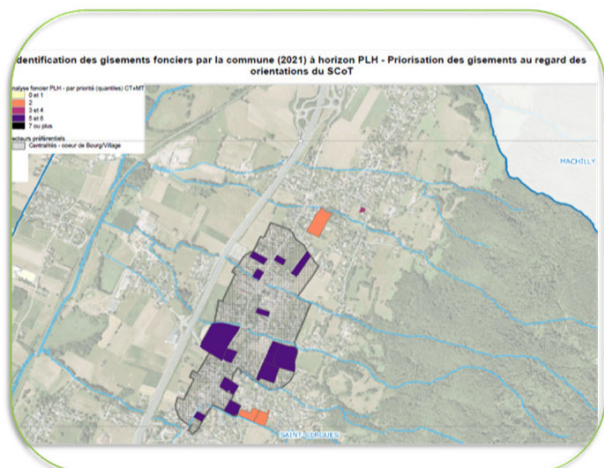 dentification des gisements fonciers par la commune (2021) à horizon PLH - Priorisation des gisements au regard des
orientations du SCoT
nalyse foncier PLH - par priorité (quantiles) CT+MT
0 et 1
2
3 et 4
5 et 6
7 ou plus
ecteurs préférentiels
Centralités - coeur de Bourg/Village
MACHILLY
SAINT-CERGUES